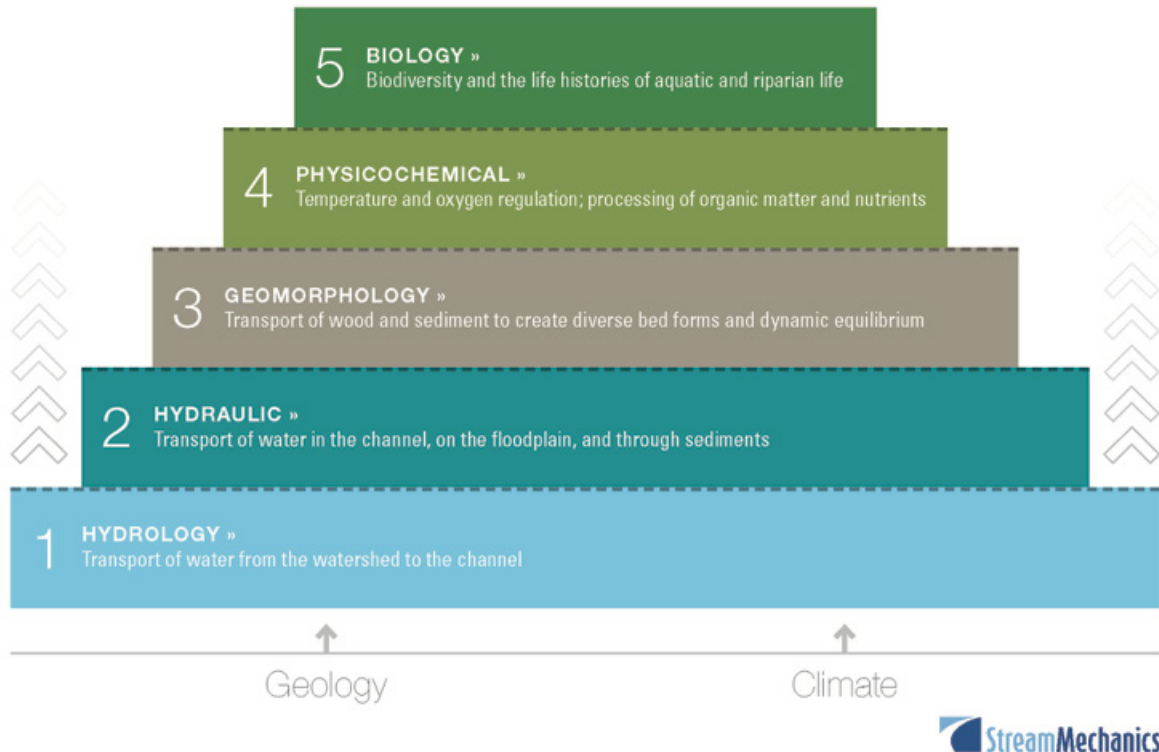 5 BIOLOGY »
Biodiversity and the life histories of aquatic and riparian life
4 PHYSICOCHEMICAL »
Temperature and oxygen regulation; processing of organic matter and nutrients
3 GEOMORPHOLOGY »
Transport of wood and sediment to create diverse bed forms and dynamic equilibrium
2 HYDRAULIC »
Transport of water in the channel, on the floodplain, and through sediments
1 HYDROLOGY »
Transport of water from the watershed to the channel
Geology Climate
StreamMechanics